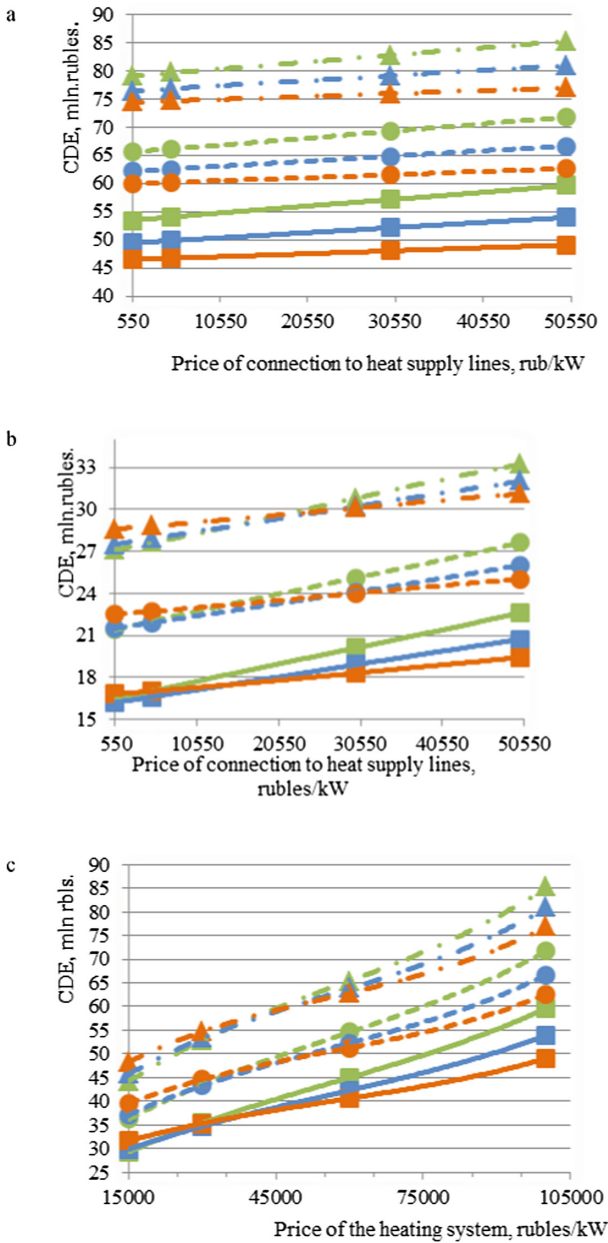 a
CDE, mln.rubles.
85
80
75
70
65
60
55
50
45
40
550 10550 20550 30550 40550 50550
Price of connection to heat supply lines, rub/kW
b
CDE, mln.rubles.
33
30
27
24
21
18
15
550 10550 20550 30550 40550 50550
Price of connection to heat supply lines,
rubles/kW
c
CDE, mln rbls.
90
85
80
75
70
65
60
55
50
45
40
35
30
25
15000 45000 75000 105000
Price of the heating system, rubles/kW